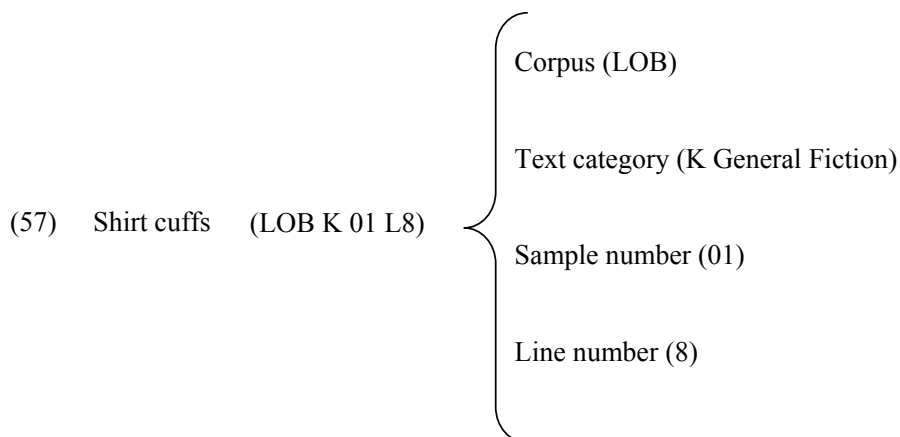 Corpus (LOB)
Text category (K General Fiction)
(57) Shirt cuffs (LOB K 01 L8)
Sample number (01)
Line number (8)